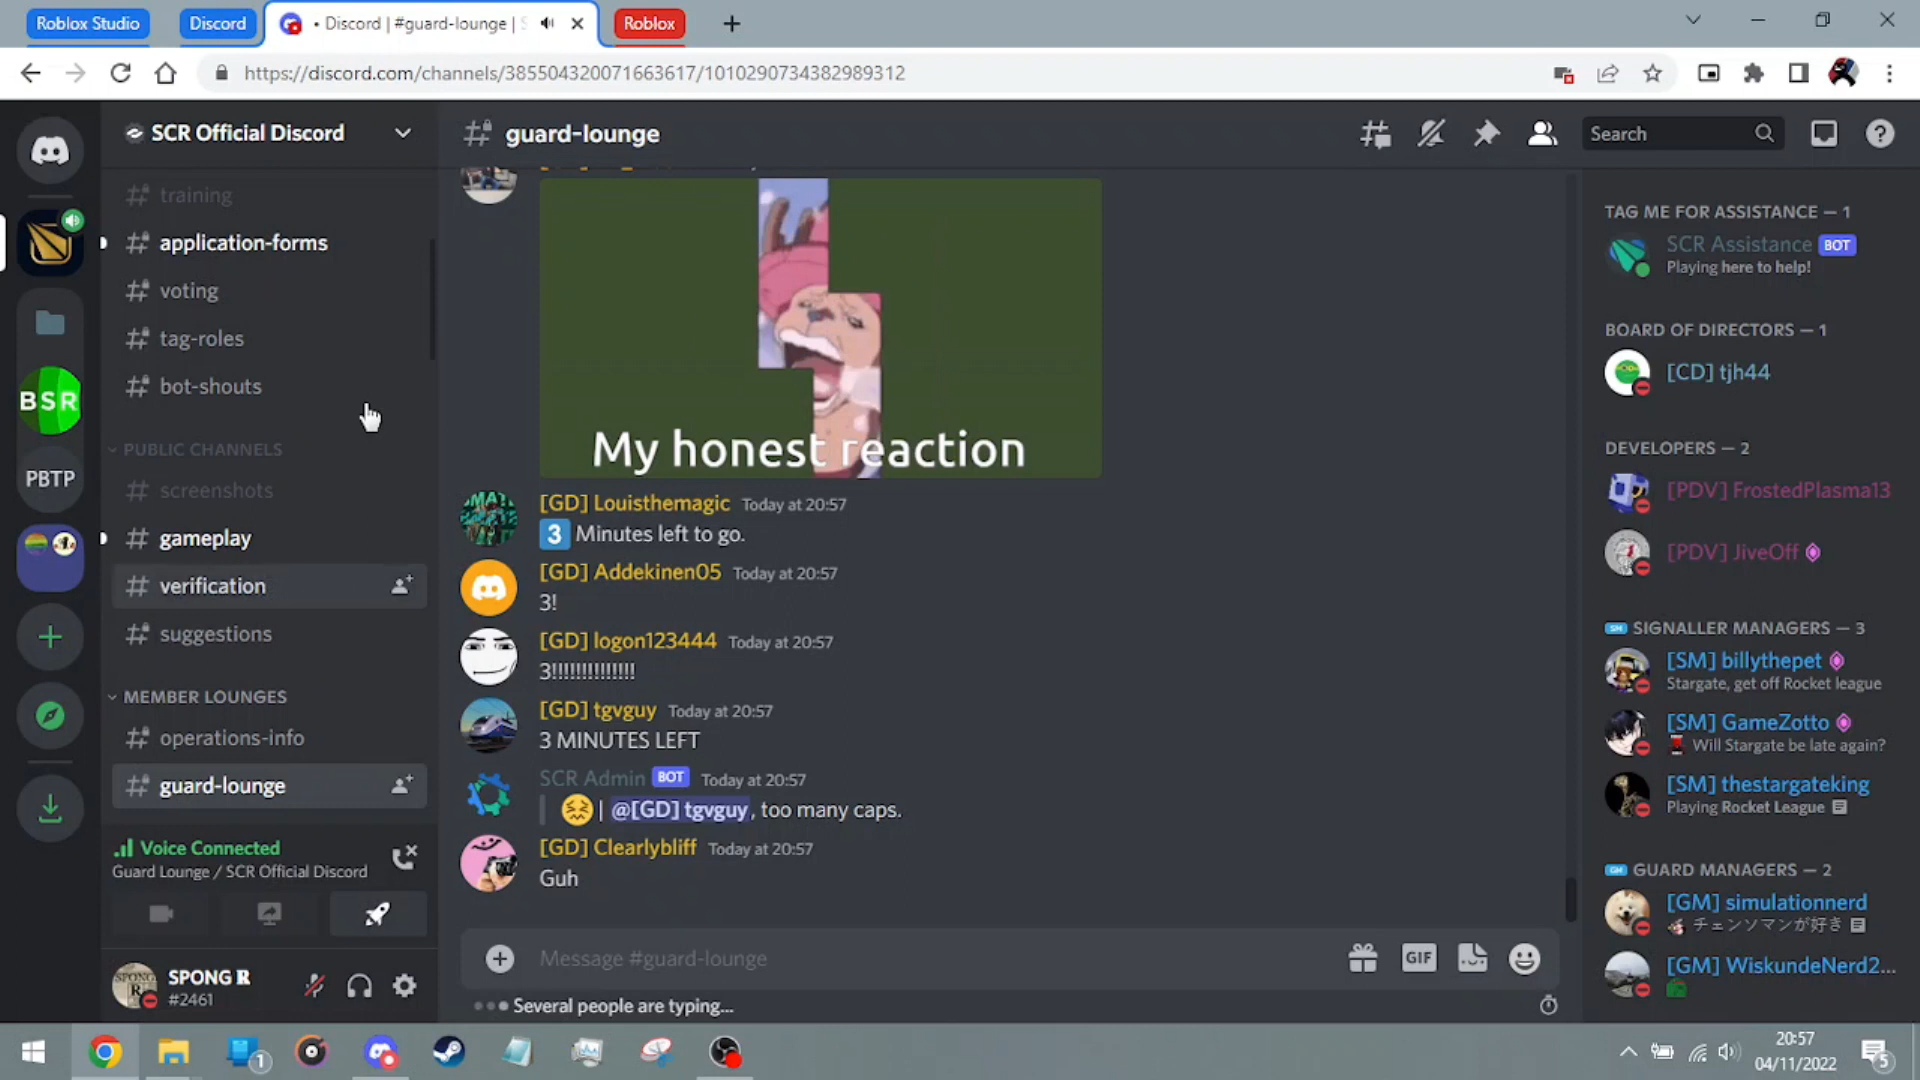 Roblox Studio
Discord
• Discord | #guard-lounge |
Roblox
https://discord.com/channels/385504320071663617/1010290734382989312
SCR Official Discord
training
application-forms
voting
tag-roles
bot-shouts
PUBLIC CHANNELS
screenshots
gameplay
verification
suggestions
MEMBER LOUNGES
operations-info
guard-lounge
BSR
PBTP
Voice Connected
Guard Lounge / SCR Official Discord
SPONG R
#2461
guard-lounge
Search
My honest reaction
[GD] Louisthemagic Today at 20:57
3 Minutes left to go.
[GD] Addekinen05 Today at 20:57
3!
[GD] logon123444 Today at 20:57
3!!!!!!!!!!!!!!
[GD] tgvguy Today at 20:57
3 MINUTES LEFT
SCR Admin BOT Today at 20:57
| @[GD] tgvguy, too many caps.
[GD] Clearlybliff Today at 20:57
Guh
Message #guard-lounge
GIF
Several people are typing...
TAG ME FOR ASSISTANCE — 1
SCR Assistance BOT
Playing here to help!
BOARD OF DIRECTORS — 1
[CD] tjh44
DEVELOPERS — 2
[PDV] FrostedPlasma13
[PDV] JiveOff
SM SIGNALLER MANAGERS — 3
[SM] billythepet
Stargate, get off Rocket league
[SM] GameZotto
Will Stargate be late again?
[SM] thestargateking
Playing Rocket League
GM GUARD MANAGERS — 2
[GM] simulationnerd
チェンソマンが好き
[GM] WiskundeNerd2...
1
20:57
04/11/2022
5